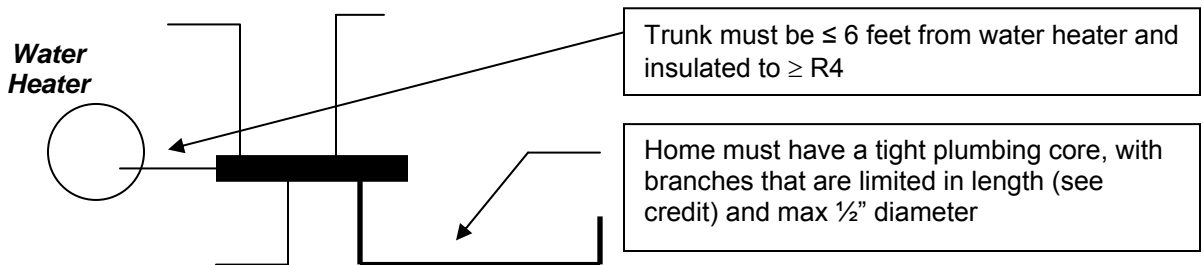 Water
Heater
Trunk must be ≤ 6 feet from water heater and
insulated to ≥ R4
Home must have a tight plumbing core, with
branches that are limited in length (see
credit) and max ½” diameter